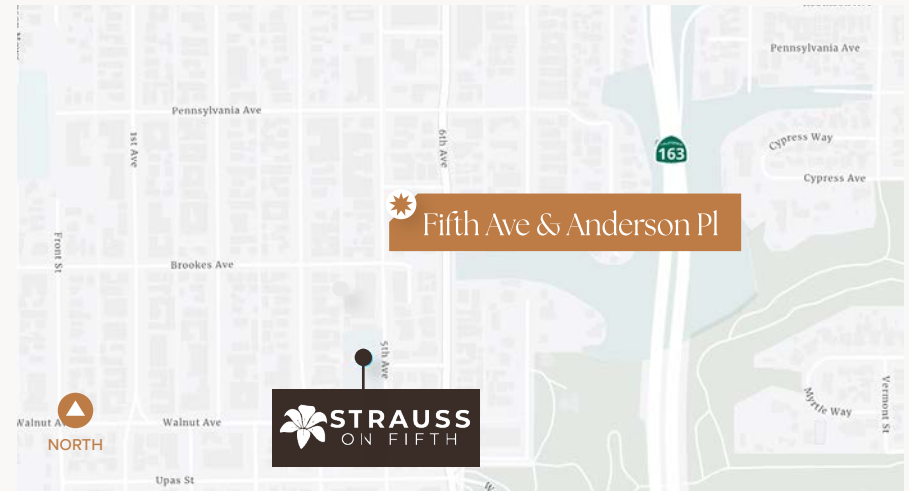 Pennsylvania Ave
Pennsylvania Ave
1st Ave
6th Ave
163
Cypress Way
Cypress Ave
Fifth Ave & Anderson Pl
Front St
Brookes Ave
5th Ave
NORTH
Walnut
Walnut Ave
STRAUSS
ON FIFTH
Myrtle Way
Vermont St
Upas St